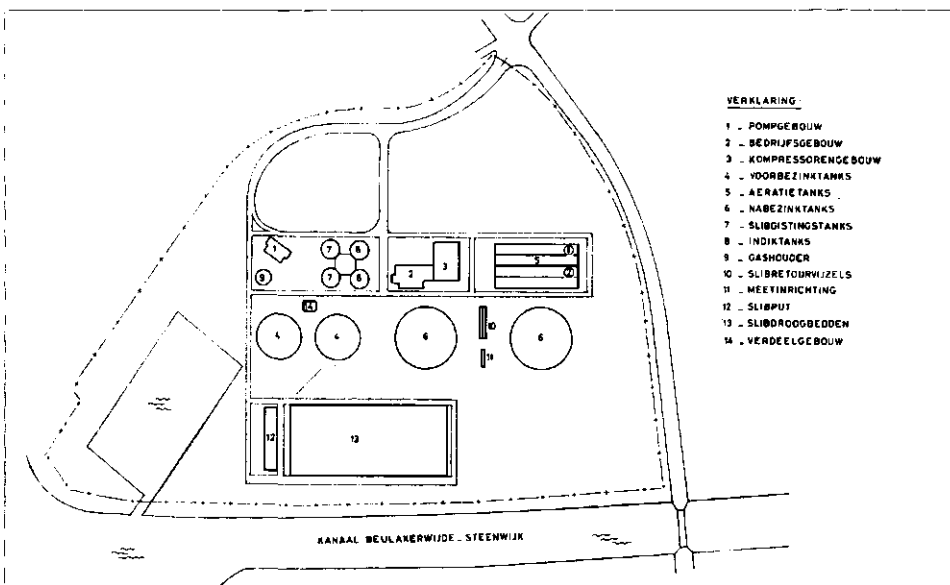 VERKLARING:
1 - POMPGEBOUW
2 - BEDRIJFSGEBOUW
3 - KOMPRESSORENGEBOUW
4 - VOORBEZINKTANKS
5 - AERATIETANKS
6 - NABEZINKTANKS
7 - SLIBGISTINGSTANKS
8 - INDIKTANKS
9 - GASHOUDER
10 - SLIBRETOURVIJZELS
11 - MEETINRICHTING
12 - SLIBPUT
13 - SLIBDROOGBEDDEN
14 - VERDEELGEBOUW
1
7
8
9
7
8
2
3
1
5
2
14
4
4
6
10
11
6
12
13
KANAAL BEULAKERWIJDE - STEENWIJK